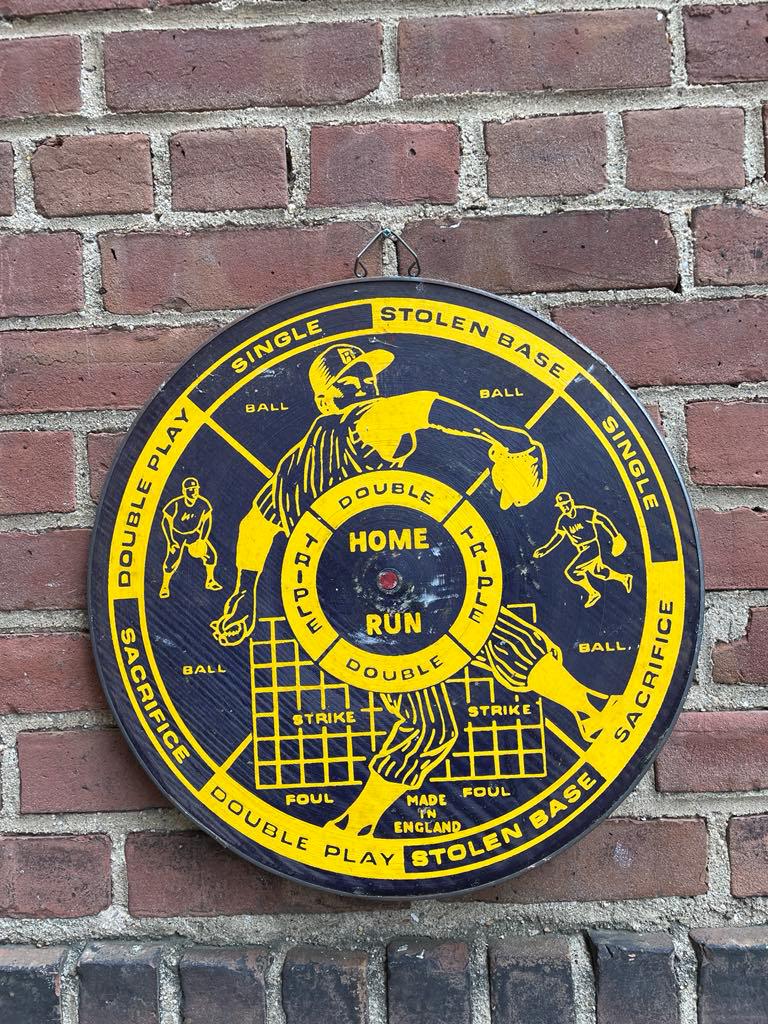 SINGLE
STOLEN BASE
SINGLE
SACRIFICE
STOLEN BASE
DOUBLE PLAY
SACRIFICE
DOUBLE PLAY
BALL
BALL
DOUBLE
TRIPLE
HOME
RUN
TRIPLE
DOUBLE
BALL
BALL
STRIKE
STRIKE
FOUL
FOUL
MADE
IN
ENGLAND